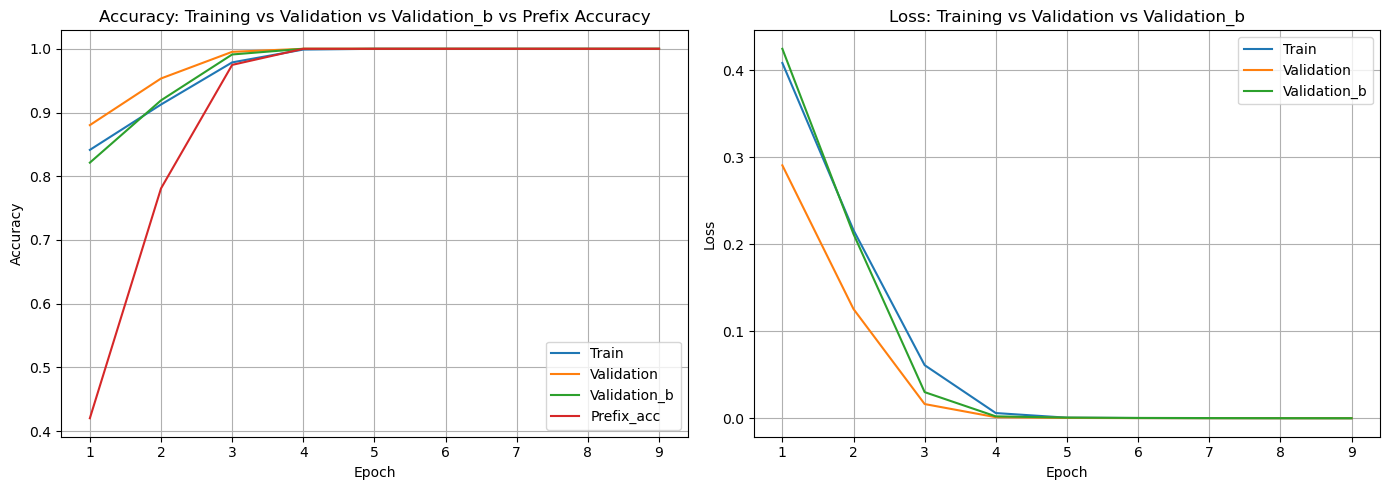 Accuracy: Training vs Validation vs Validation_b vs Prefix Accuracy
1.0
0.9
0.8
0.7
0.6
0.5
0.4
Accuracy
1 2 3 4 5 6 7 8 9
Epoch
Train
Validation
Validation_b
Prefix_acc
Loss: Training vs Validation vs Validation_b
0.4
0.3
0.2
0.1
0.0
Loss
1 2 3 4 5 6 7 8 9
Epoch
Train
Validation
Validation_b